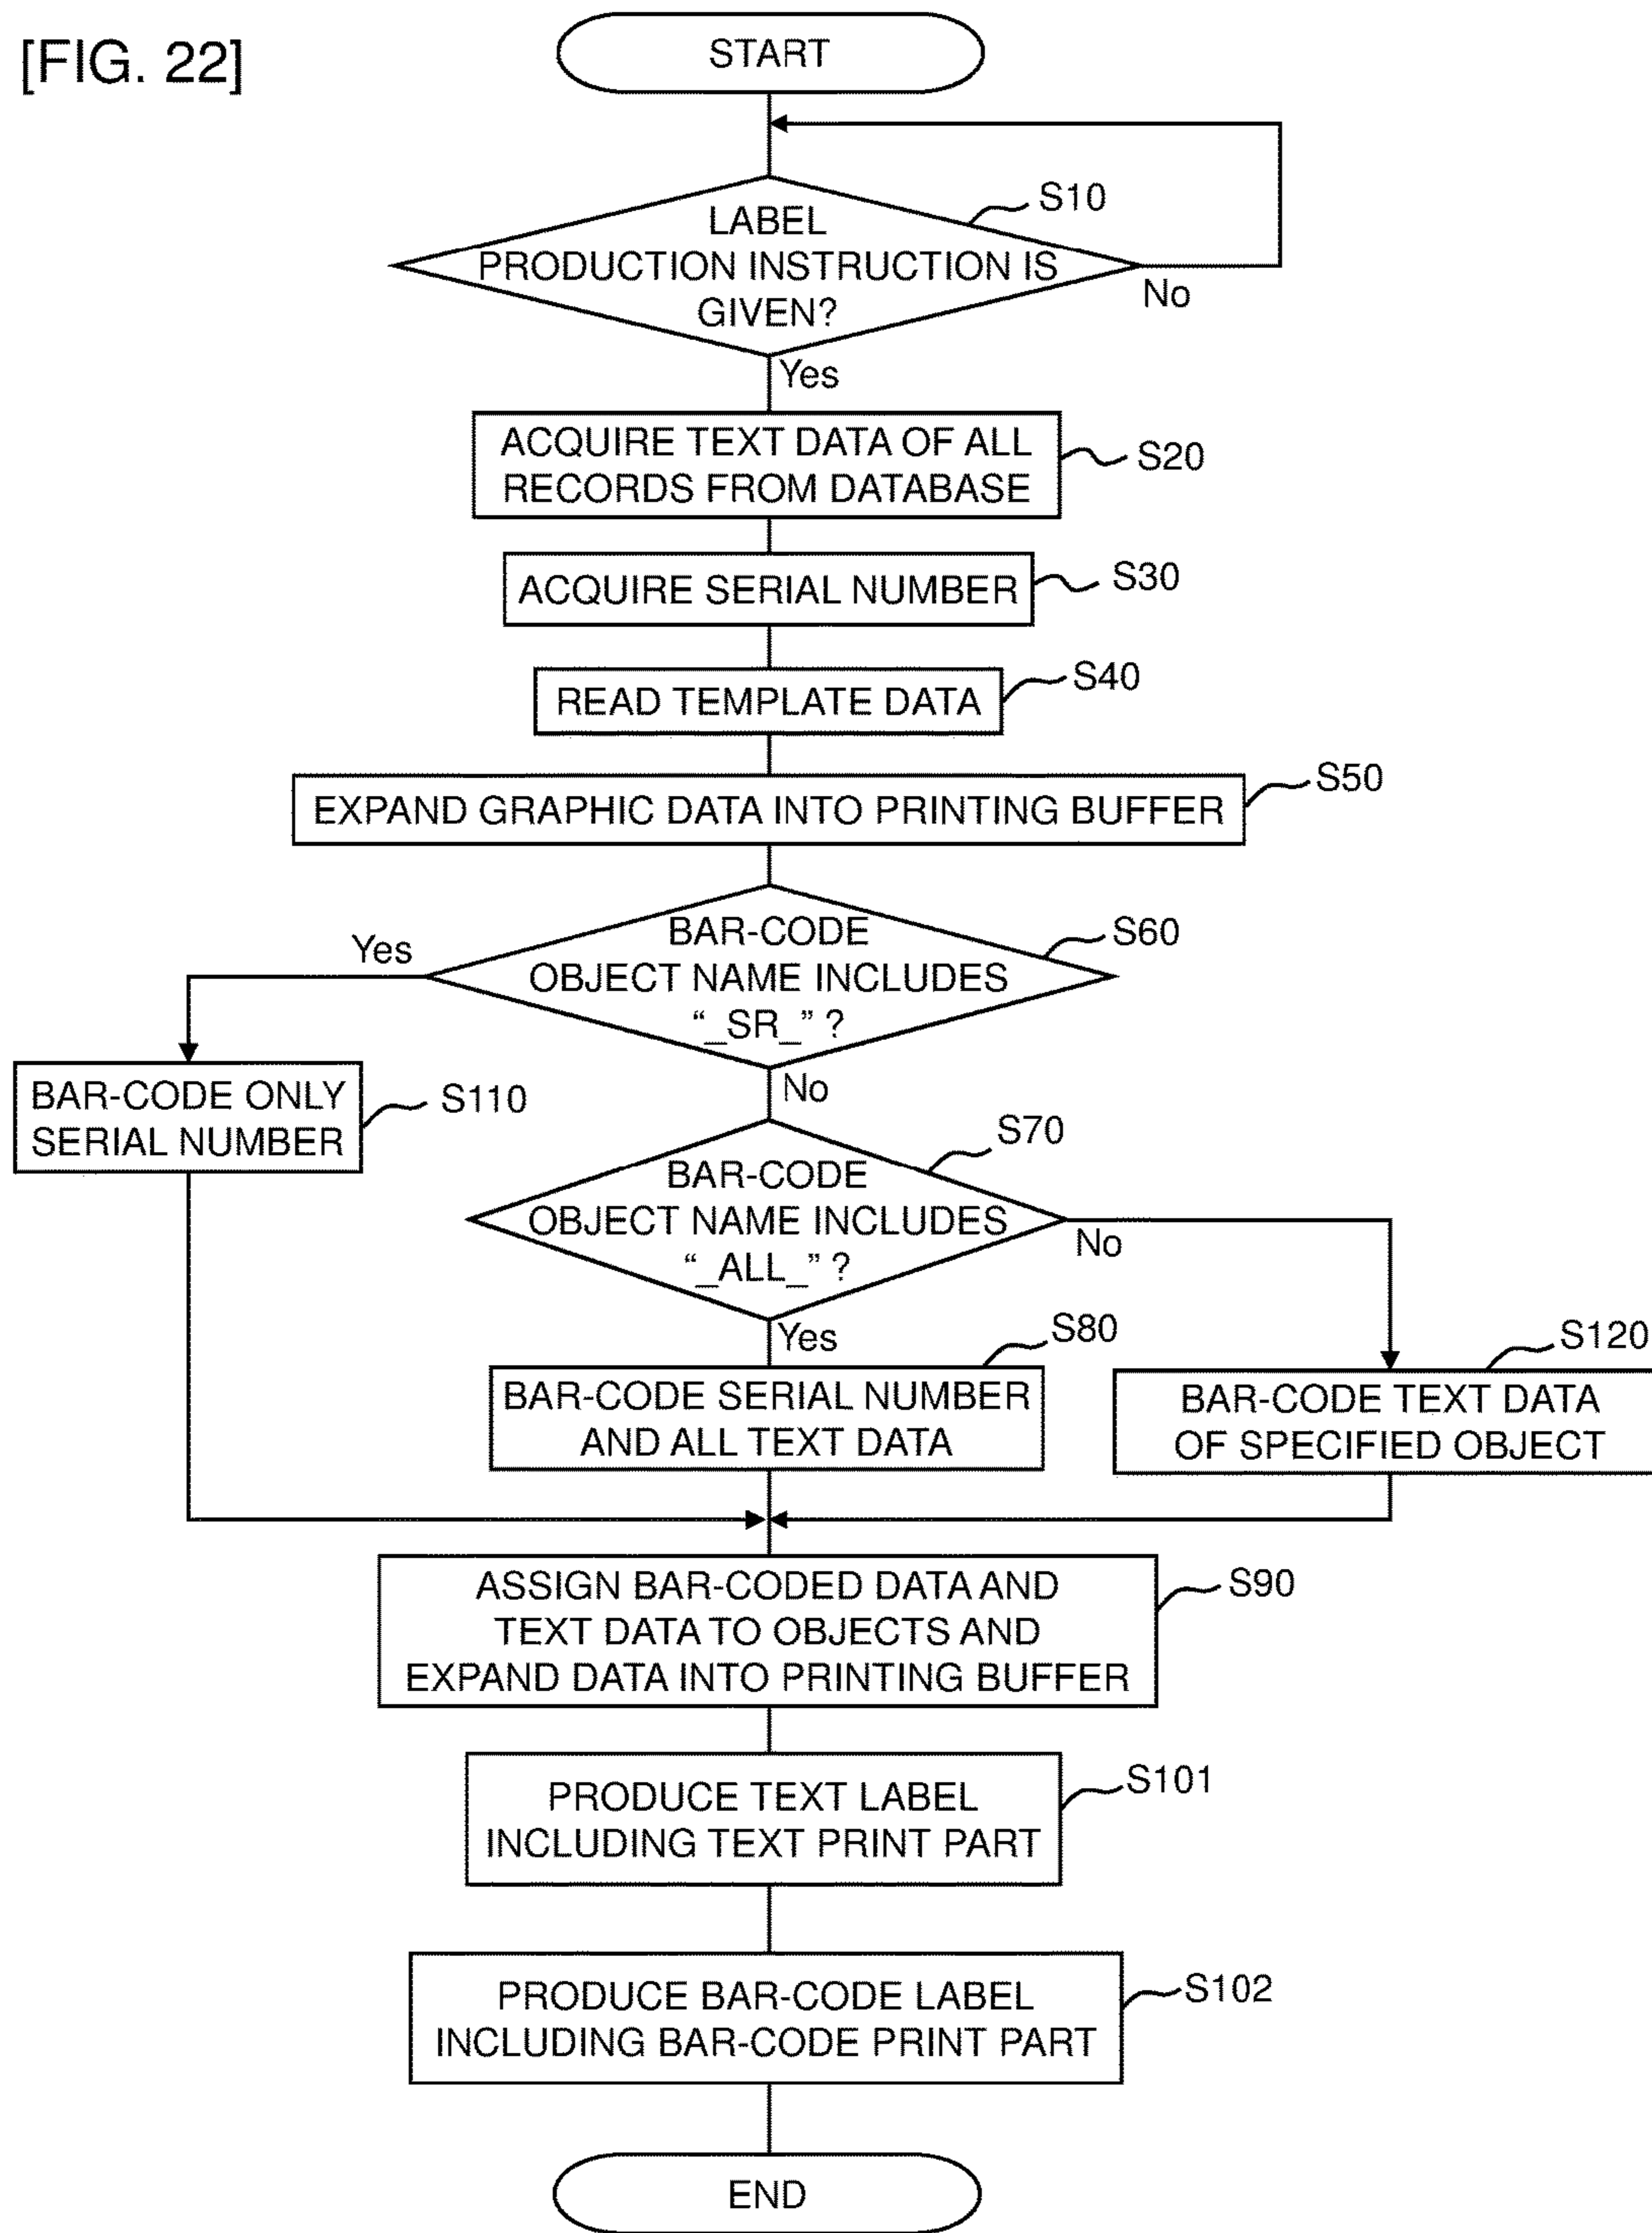 [FIG. 22]
START
S10
LABEL
PRODUCTION INSTRUCTION IS
GIVEN?
No
Yes
ACQUIRE TEXT DATA OF ALL
RECORDS FROM DATABASE
S20
ACQUIRE SERIAL NUMBER
S30
READ TEMPLATE DATA
S40
EXPAND GRAPHIC DATA INTO PRINTING BUFFER
S50
BAR-CODE
OBJECT NAME INCLUDES
“_SR_” ?
S60
Yes
No
BAR-CODE ONLY
SERIAL NUMBER
S110
S70
BAR-CODE
OBJECT NAME INCLUDES
“_ALL_” ?
No
Yes
S80
BAR-CODE SERIAL NUMBER
AND ALL TEXT DATA
S120
BAR-CODE TEXT DATA
OF SPECIFIED OBJECT
ASSIGN BAR-CODED DATA AND
TEXT DATA TO OBJECTS AND
EXPAND DATA INTO PRINTING BUFFER
S90
PRODUCE TEXT LABEL
INCLUDING TEXT PRINT PART
S101
PRODUCE BAR-CODE LABEL
INCLUDING BAR-CODE PRINT PART
S102
END